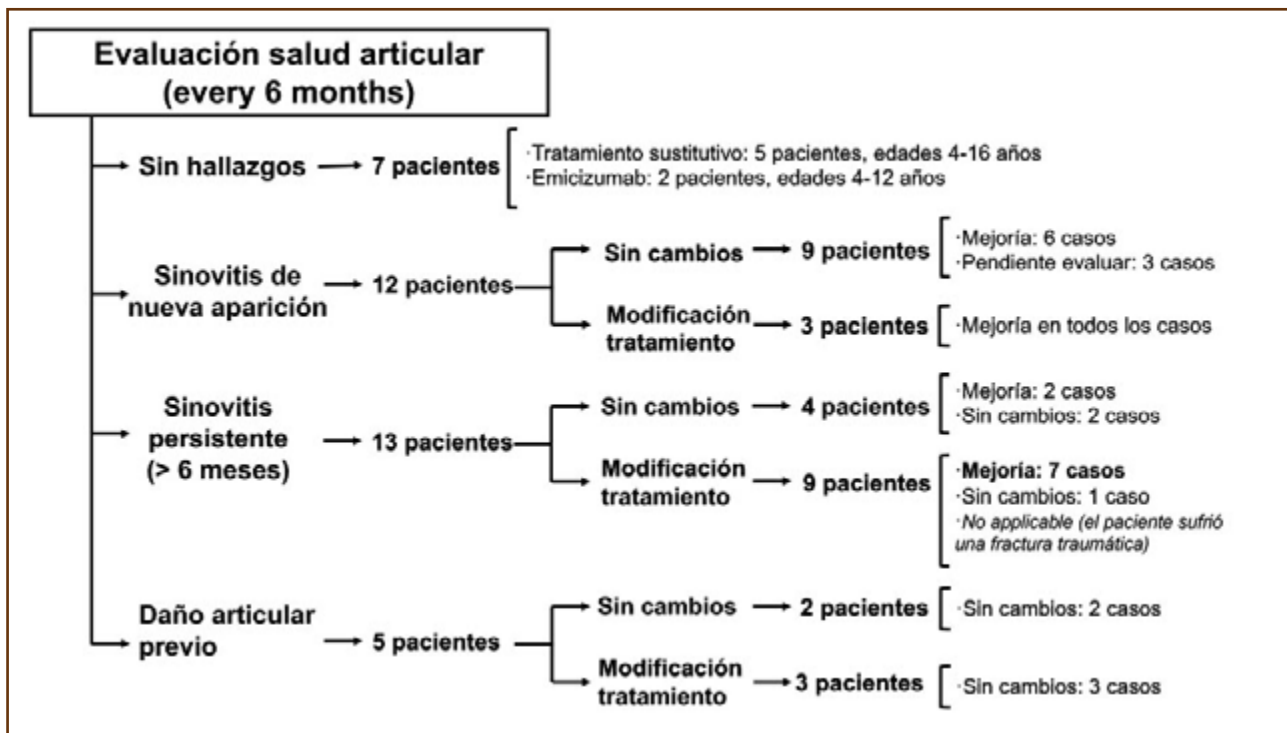 Evaluación salud articular
(every 6 months)
Sin hallazgos
7 pacientes
·Tratamiento sustitutivo: 5 pacientes, edades 4-16 años
·Emicizumab: 2 pacientes, edades 4-12 años
Sinovitis de
nueva aparición
12 pacientes
Sin cambios
9 pacientes
·Mejoría: 6 casos
·Pendiente evaluar: 3 casos
Modificación
tratamiento
3 pacientes
·Mejoría en todos los casos
Sinovitis
persistente
(> 6 meses)
13 pacientes
Sin cambios
4 pacientes
·Mejoría: 2 casos
·Sin cambios: 2 casos
Modificación
tratamiento
9 pacientes
·Mejoría: 7 casos
·Sin cambios: 1 caso
·No applicable (el paciente sufrió
una fractura traumática)
Daño articular
previo
5 pacientes
Sin cambios
2 pacientes
·Sin cambios: 2 casos
Modificación
tratamiento
3 pacientes
·Sin cambios: 3 casos